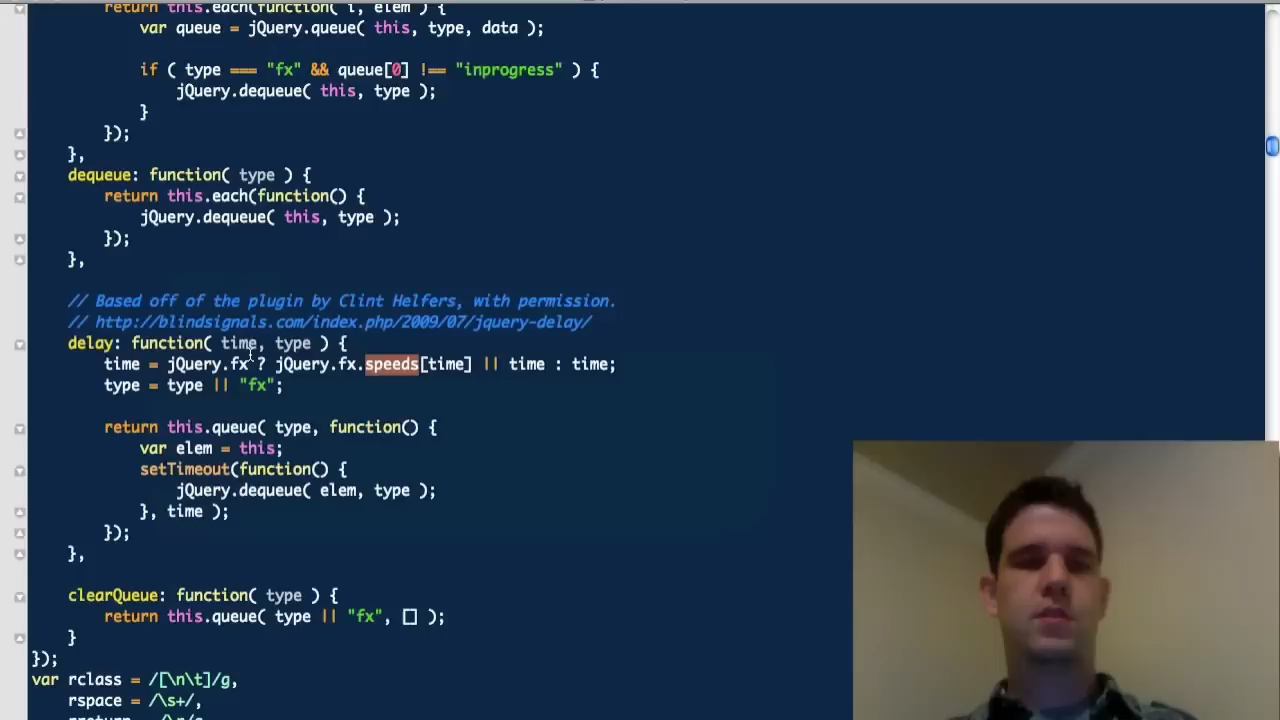 return this.each(function( i, elem ) {
var queue = jQuery.queue( this, type, data );
if ( type === "fx" && queue[0] !== "inprogress" ) {
jQuery.dequeue( this, type );
}
});
},
dequeue: function( type ) {
return this.each(function() {
jQuery.dequeue( this, type );
});
},
// Based off of the plugin by Clint Helfers, with permission.
// http://blindsignals.com/index.php/2009/07/jquery-delay/
delay: function( time, type ) {
time = jQuery.fx ? jQuery.fx.speeds[time] || time : time;
type = type || "fx";
return this.queue( type, function() {
var elem = this;
setTimeout(function() {
jQuery.dequeue( elem, type );
}, time );
});
},
clearQueue: function( type ) {
return this.queue( type || "fx", [] );
}
});
var rclass = /[\n\t]/g,
rspace = /\s+/,